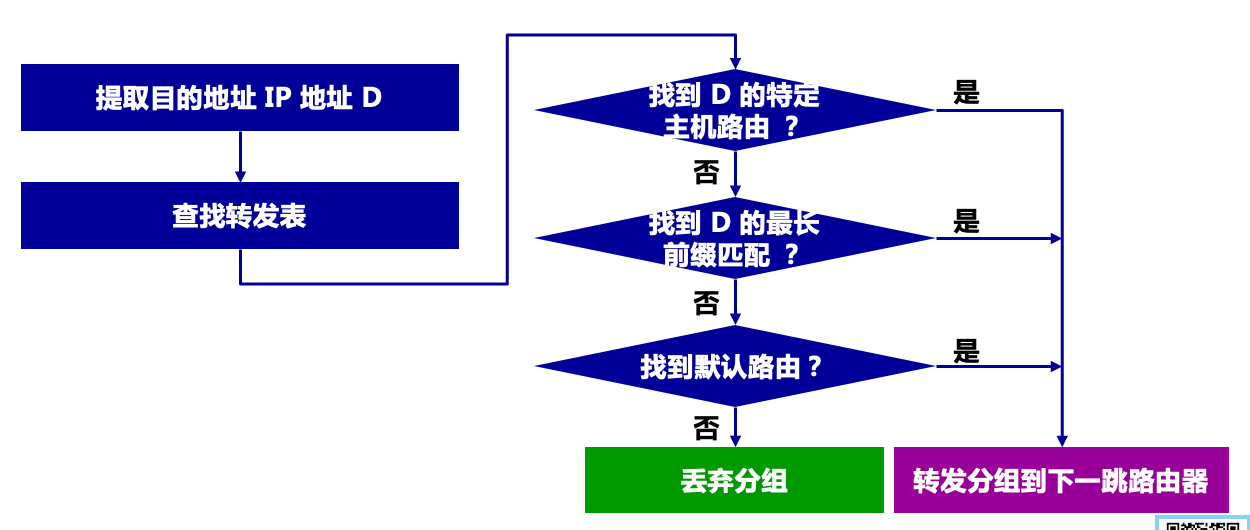 提取目的地址 IP 地址 D
查找转发表
找到 D 的特定
主机路由 ？
是
否
找到 D 的最长
前缀匹配 ？
是
否
找到默认路由？
是
否
丢弃分组
转发分组到下一跳路由器